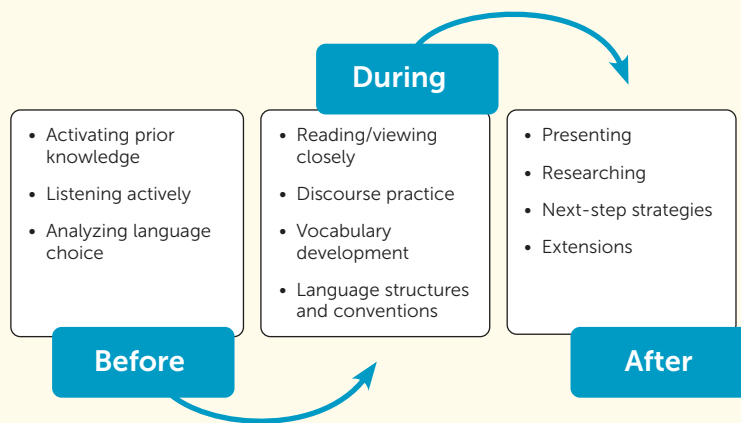 Before
• Activating prior
knowledge
• Listening actively
• Analyzing language
choice
During
• Reading/viewing
closely
• Discourse practice
• Vocabulary
development
• Language structures
and conventions
After
• Presenting
• Researching
• Next-step strategies
• Extensions